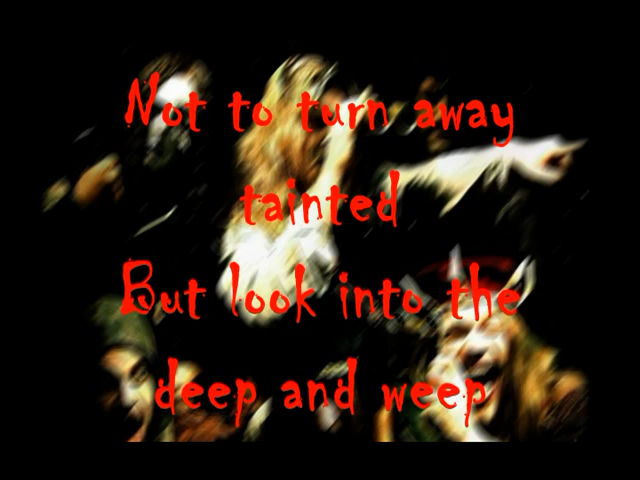 Not to turn away
tainted
But look into the
deep and weep